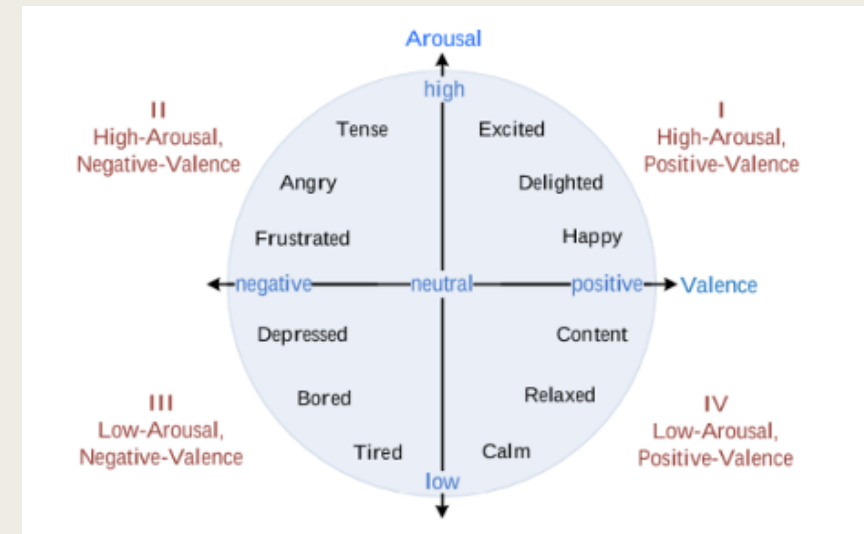 Arousal
high
II
High-Arousal,
Negative-Valence
I
High-Arousal,
Positive-Valence
Tense
Excited
Angry
Delighted
Frustrated
Happy
negative
neutral
positive
Valence
Depressed
Content
Bored
Relaxed
III
Low-Arousal,
Negative-Valence
IV
Low-Arousal,
Positive-Valence
Tired
Calm
low